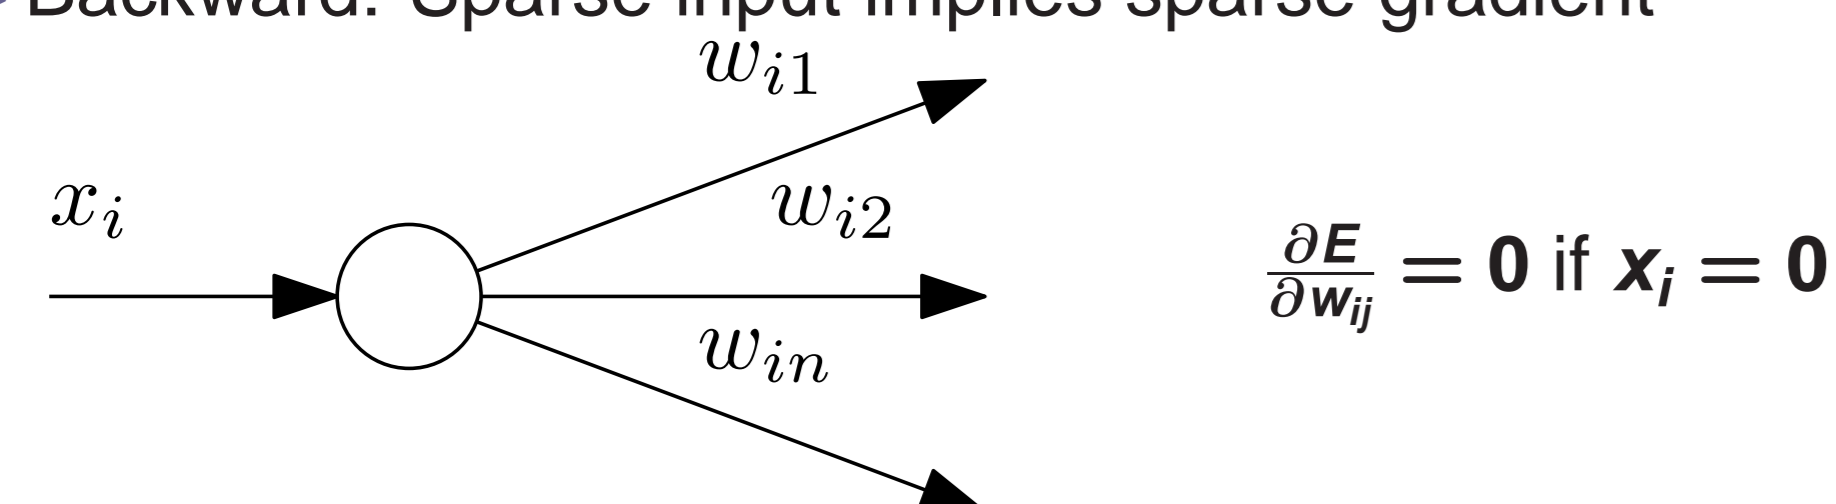 Backward: Sparse input implies sparse gradient
w_{i1}
x_i
w_{i2}
∂E/∂w_{ij} = 0 if x_i = 0
w_{in}